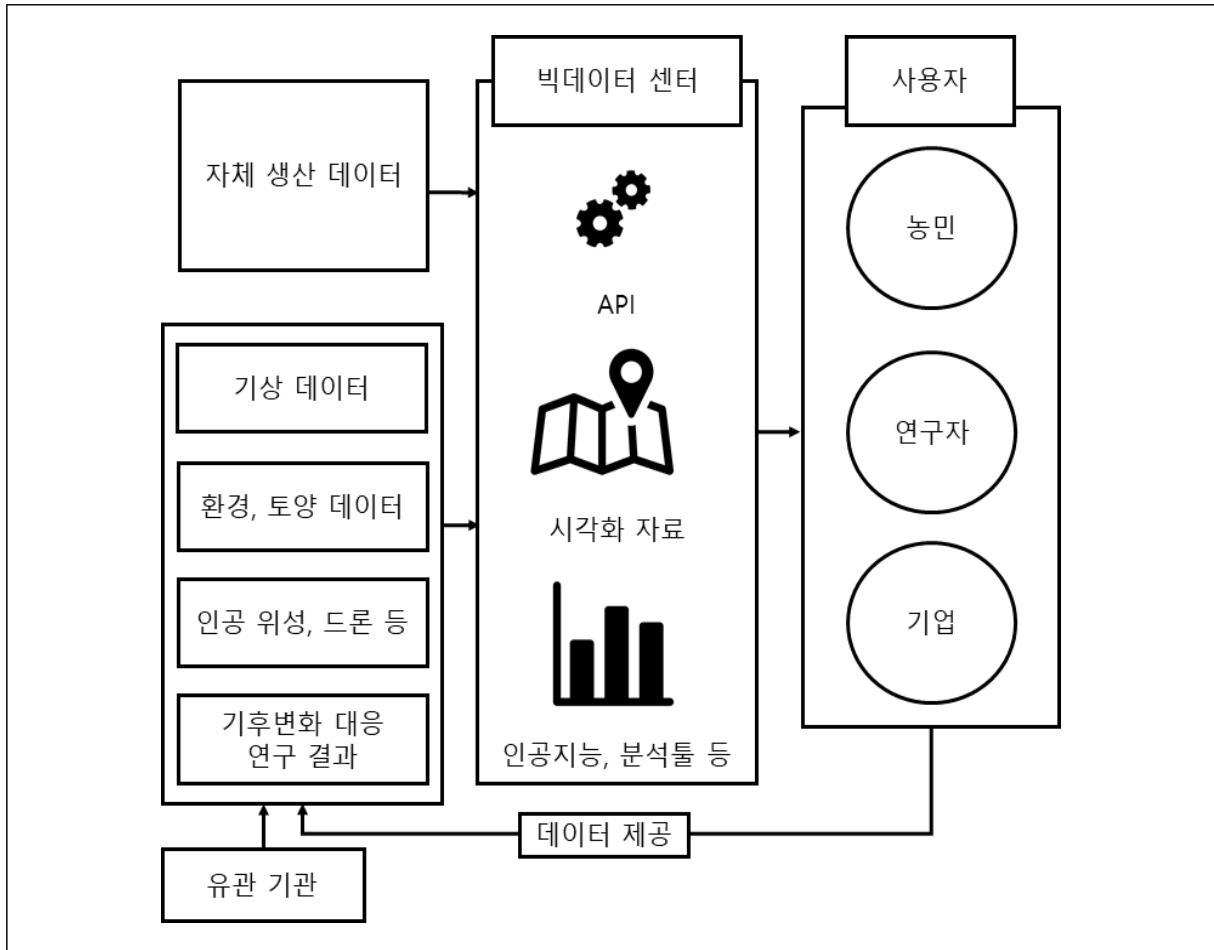 자체 생산 데이터
기상 데이터
환경, 토양 데이터
인공 위성, 드론 등
기후변화 대응
연구 결과
유관 기관
빅데이터 센터
API
시각화 자료
인공지능, 분석툴 등
데이터 제공
사용자
농민
연구자
기업